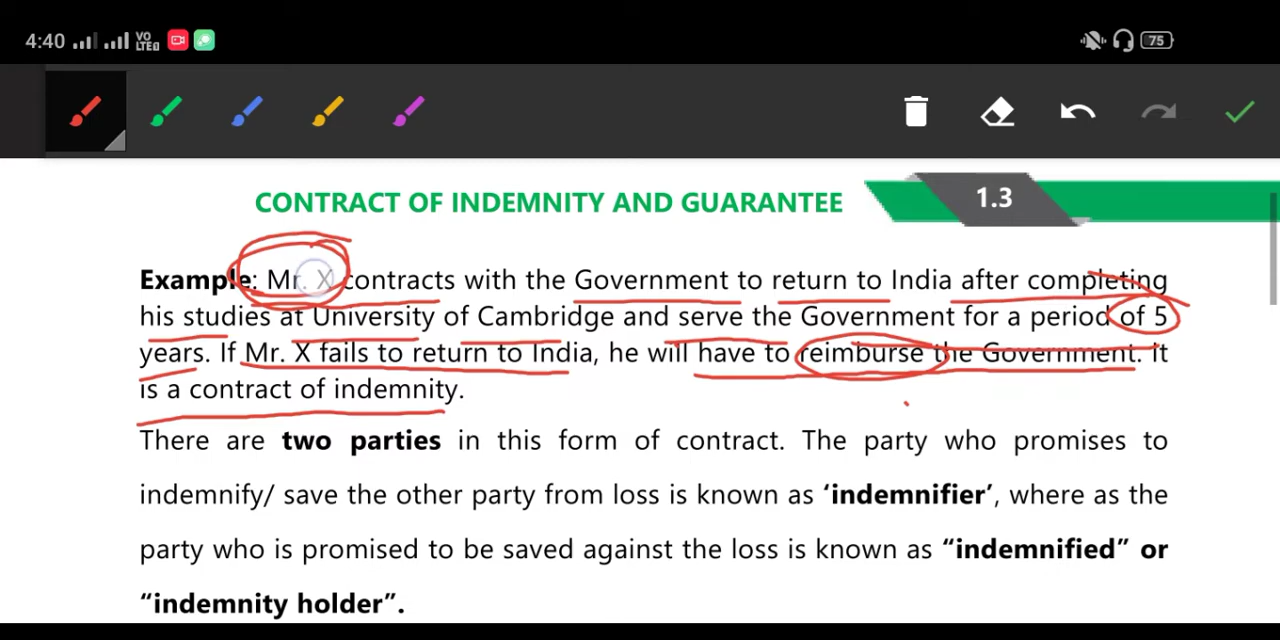 4:40 VO LTE 75
CONTRACT OF INDEMNITY AND GUARANTEE 1.3
Example: Mr. X contracts with the Government to return to India after completing
his studies at University of Cambridge and serve the Government for a period of 5
years. If Mr. X fails to return to India, he will have to reimburse the Government. It
is a contract of indemnity.
There are two parties in this form of contract. The party who promises to
indemnify/ save the other party from loss is known as ‘indemnifier’, where as the
party who is promised to be saved against the loss is known as “indemnified” or
“indemnity holder”.